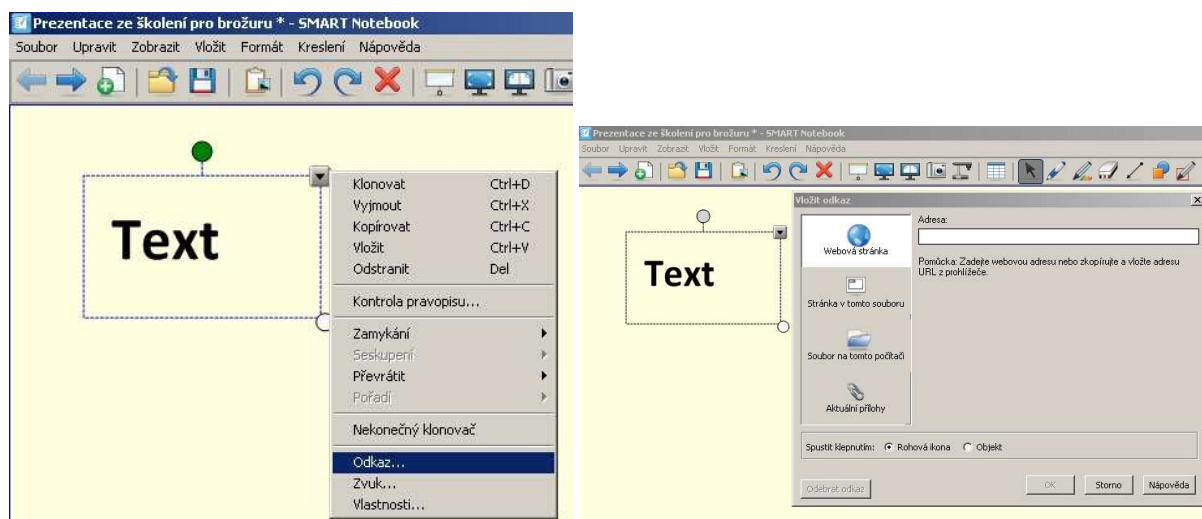 Prezentace ze školení pro brožuru * - SMART Notebook
Soubor Upravit Zobrazit Vložit Formát Kreslení Nápověda
Text
Klonovat Ctrl+D
Vyjmout Ctrl+X
Kopírovat Ctrl+C
Vložit Ctrl+V
Odstranit Del
Kontrola pravopisu...
Zamykání
Seskupení
Převrátit
Pořadí
Nekonečný klonovač
Odkaz...
Zvuk...
Vlastnosti...
Prezentace ze školení pro brožuru * - SMART Notebook
Soubor Upravit Zobrazit Vložit Formát Kreslení Nápověda
Text
Vložit odkaz
Webová stránka
Stránka v tomto souboru
Soubor na tomto počítači
Aktuální přílohy
Adresa:
Pomůcka: Zadejte webovou adresu nebo zkopírujte a vložte adresu
URL z prohlížeče.
Spustit klepnutím: Rohová ikona Objekt
Odebrat odkaz OK Storno Nápověda